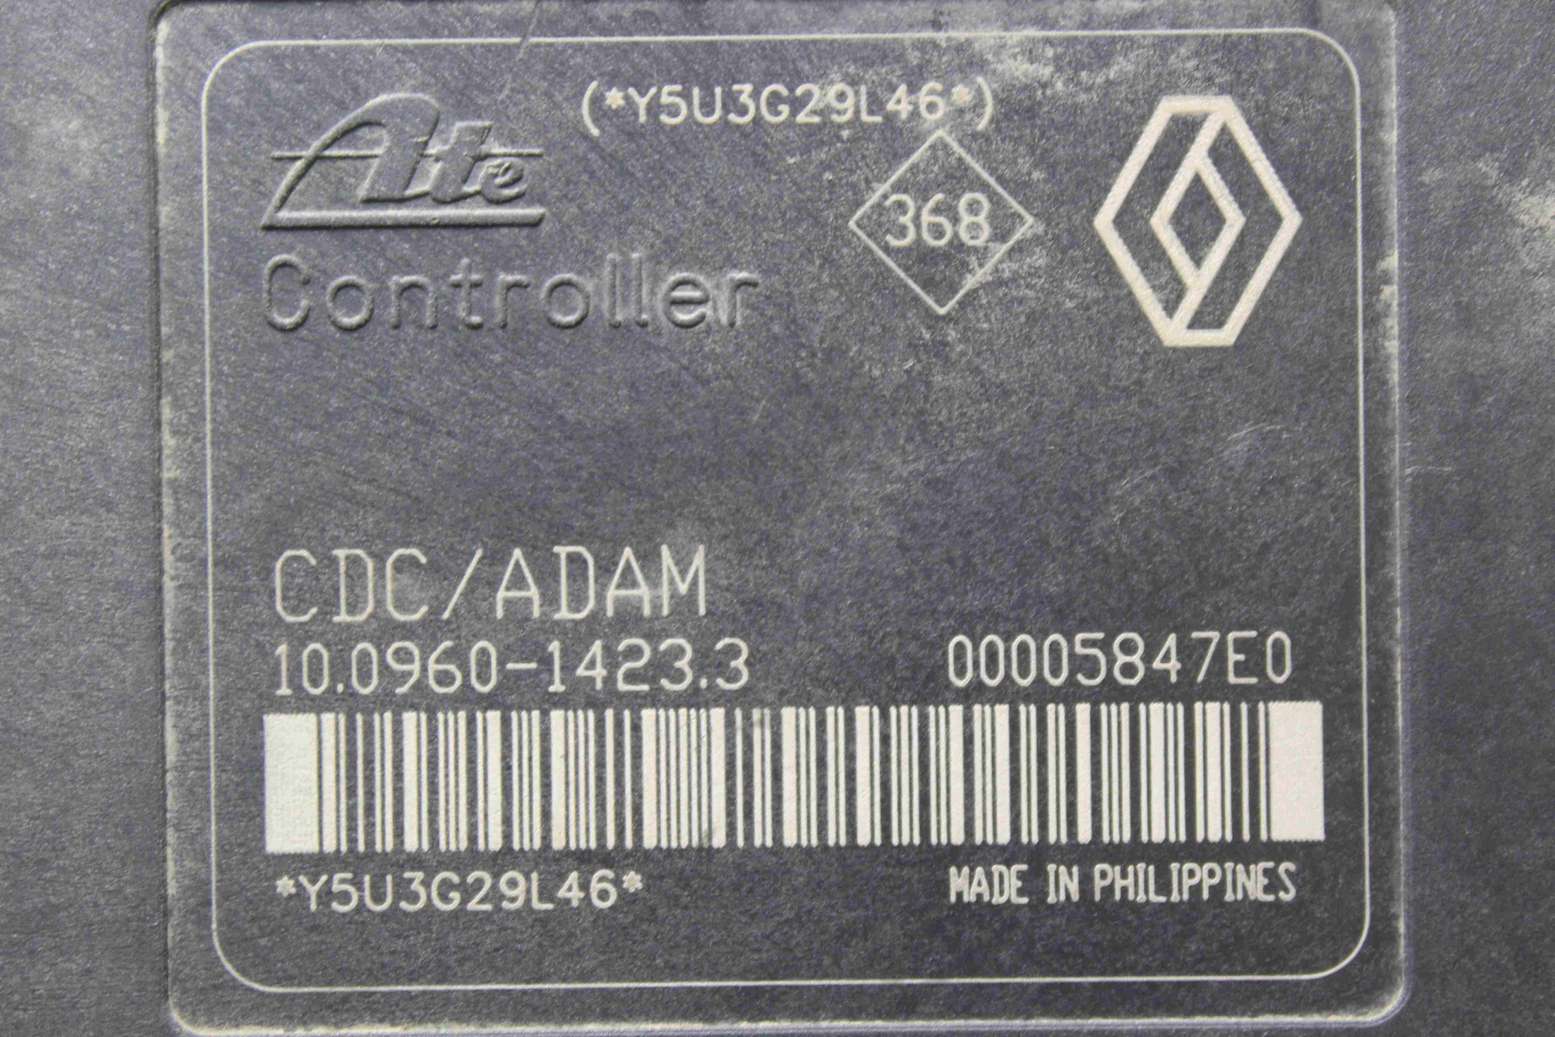 (*Y5U3G29L46*)
Ate
368
Controller
CDC/ADAM
10.0960-1423.3 00005847E0
*Y5U3G29L46* MADE IN PHILIPPINES